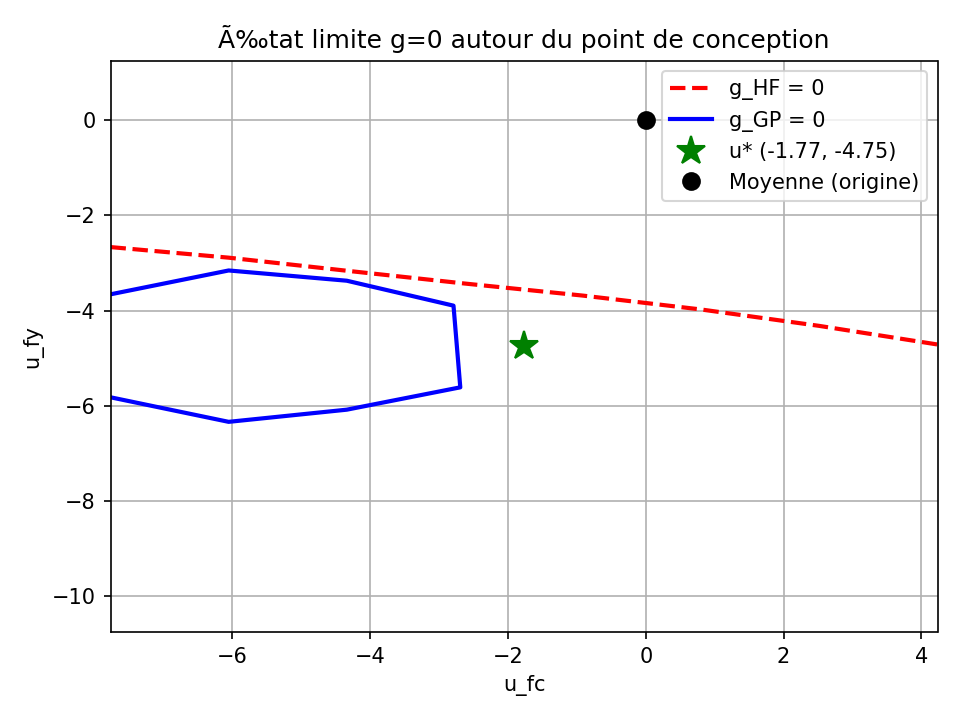 Ã‰tat limite g=0 autour du point de conception
g_HF = 0
g_GP = 0
u* (-1.77, -4.75)
Moyenne (origine)
0
−2
−4
−6
−8
−10
u_fy
−6
−4
−2
0
2
4
u_fc